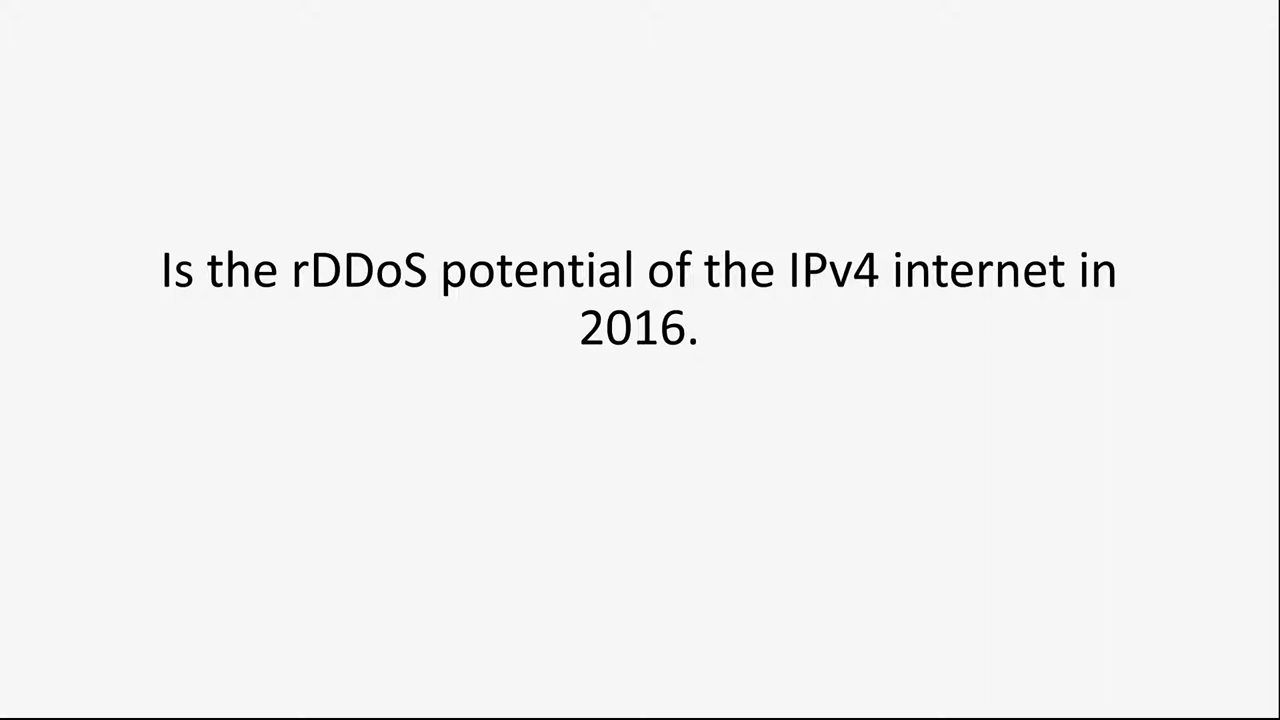 Is the rDDoS potential of the IPv4 internet in
2016.